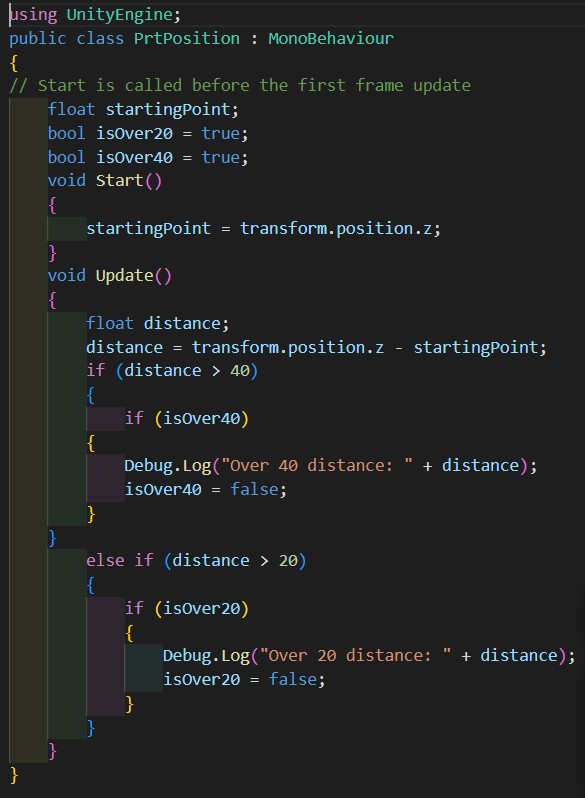 using UnityEngine;
public class PrtPosition : MonoBehaviour
{
// Start is called before the first frame update
    float startingPoint;
    bool isOver20 = true;
    bool isOver40 = true;
    void Start()
    {
        startingPoint = transform.position.z;
    }
    void Update()
    {
        float distance;
        distance = transform.position.z - startingPoint;
        if (distance > 40)
        {
            if (isOver40)
        {
            Debug.Log("Over 40 distance: " + distance);
            isOver40 = false;
        }
    }
        else if (distance > 20)
        {
            if (isOver20)
            {
                Debug.Log("Over 20 distance: " + distance);
                isOver20 = false;
            }
        }
    }
}